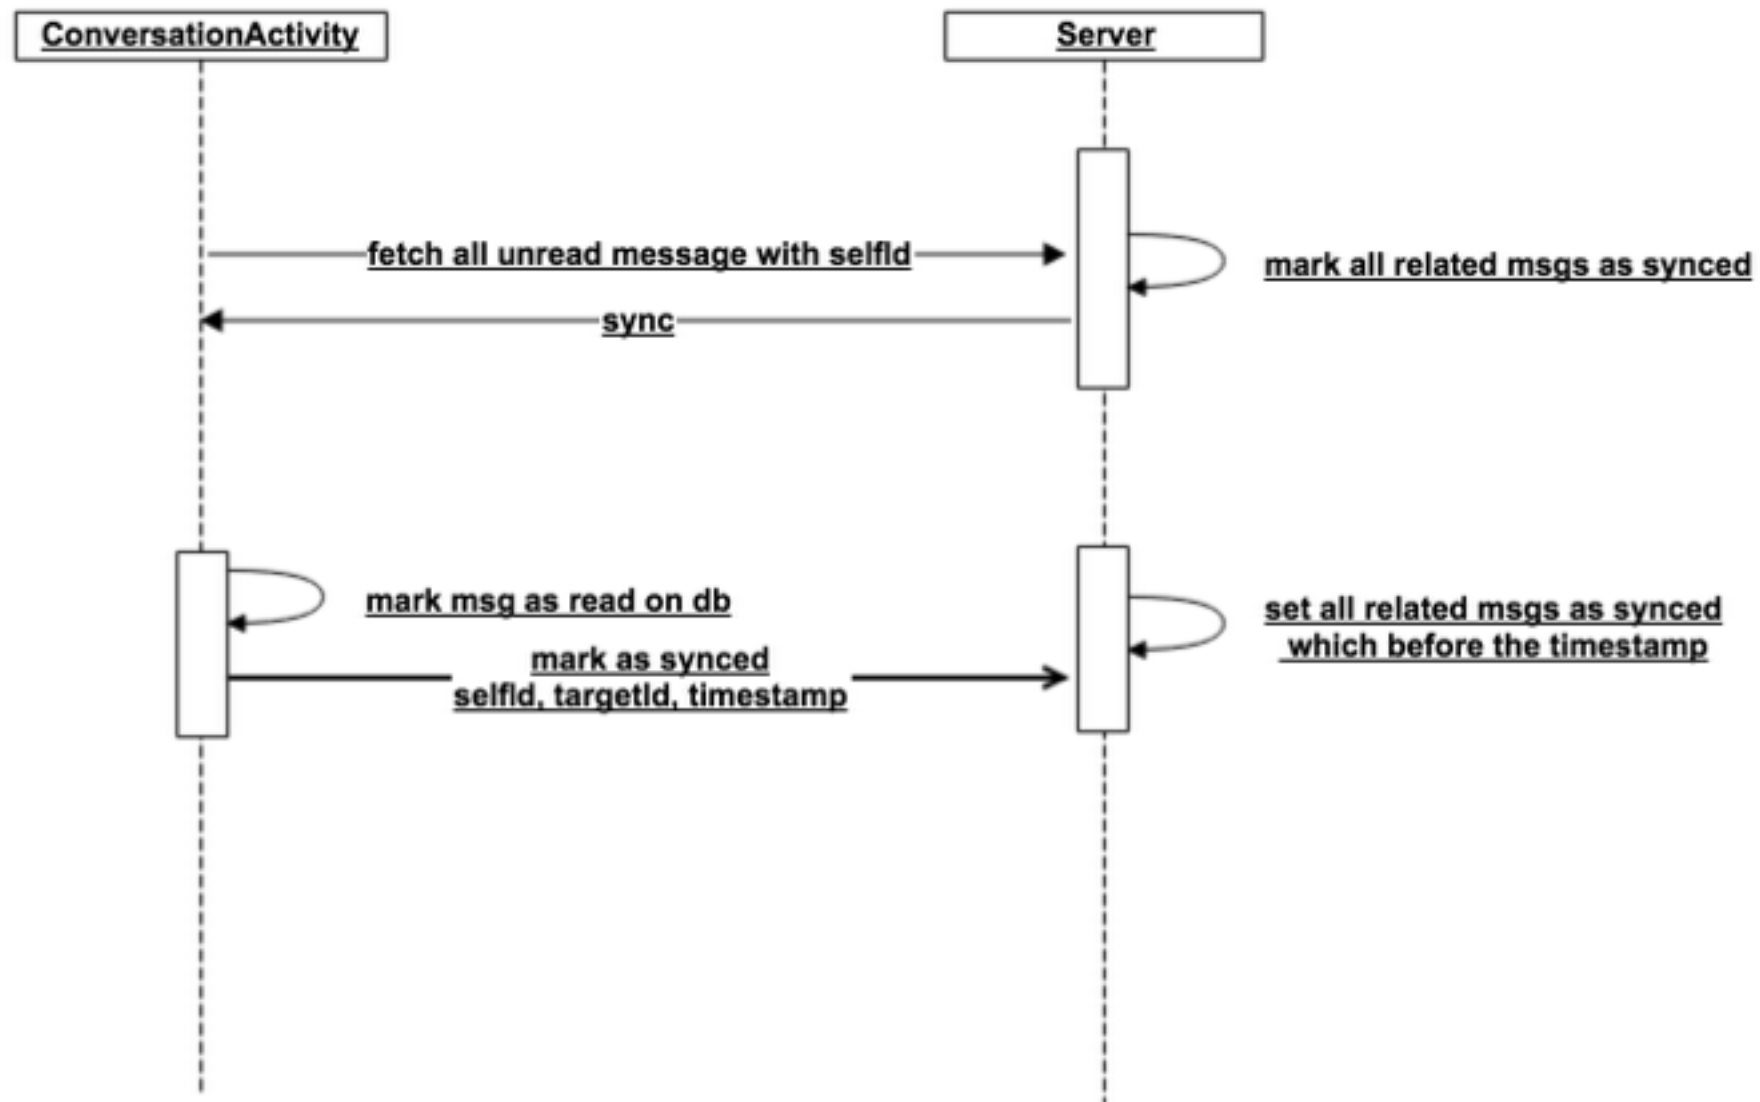 ConversationActivity
Server
fetch all unread message with selfId
mark all related msgs as synced
sync
mark msg as read on db
set all related msgs as synced
which before the timestamp
mark as synced
selfId, targetId, timestamp